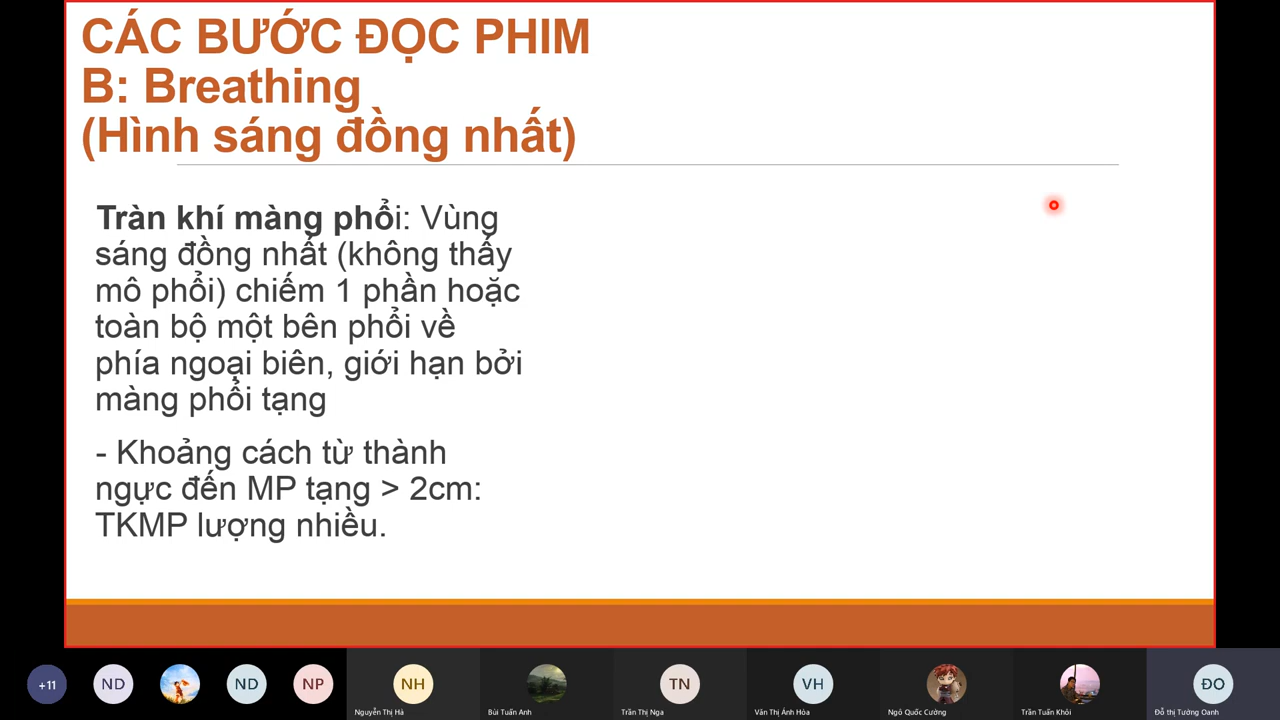 CÁC BƯỚC ĐỌC PHIM
B: Breathing
(Hình sáng đồng nhất)
Tràn khí màng phổi: Vùng
sáng đồng nhất (không thấy
mô phổi) chiếm 1 phần hoặc
toàn bộ một bên phổi về
phía ngoại biên, giới hạn bởi
màng phổi tạng
- Khoảng cách từ thành
ngực đến MP tạng > 2cm:
TKMP lượng nhiều.
+11
ND
ND
NP
NH
TN
VH
ĐO
Nguyễn Thị Hà
Bùi Tuấn Anh
Trần Thị Nga
Văn Thị Ánh Hòa
Ngô Quốc Cường
Trần Tuấn Khôi
Đỗ thị Tường Oanh